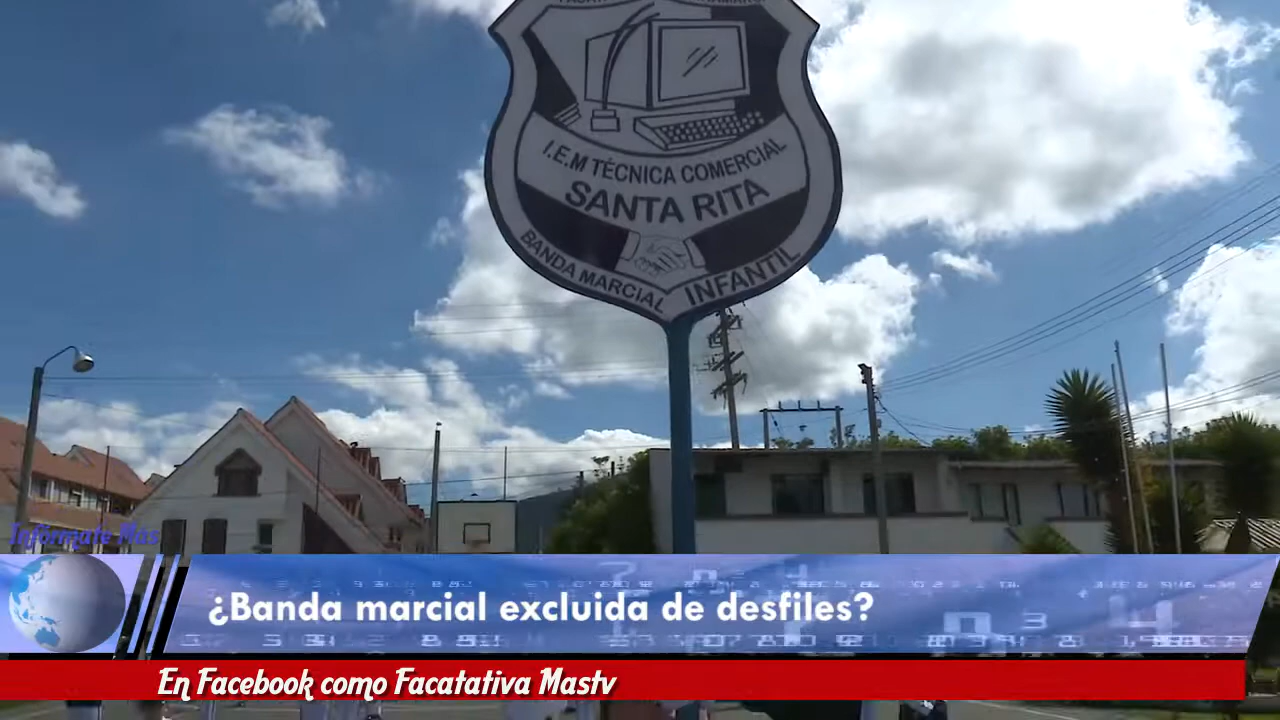 I.E.M TÉCNICA COMERCIAL
SANTA RITA
BANDA MARCIAL INFANTIL
Infórmate Más
¿Banda marcial excluida de desfiles?
En Facebook como Facatativa Mastv